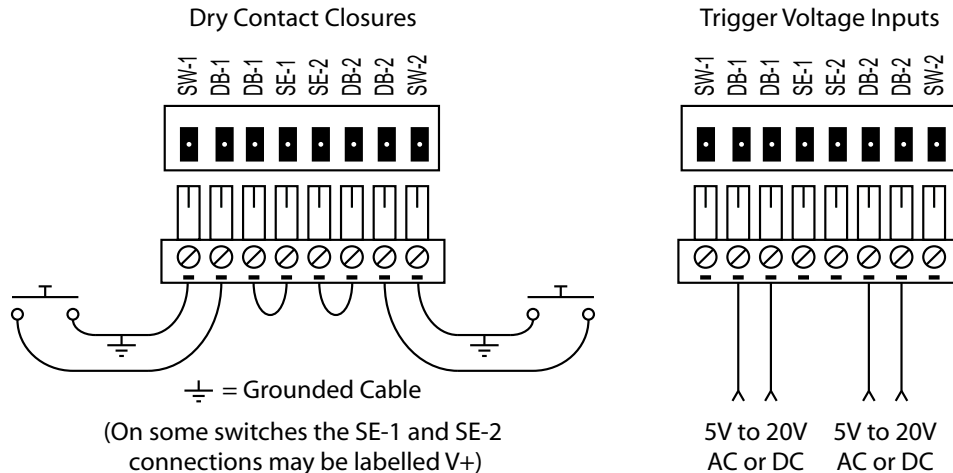 Dry Contact Closures
SW-1
DB-1
DB-1
SE-1
SE-2
DB-2
DB-2
SW-2
= Grounded Cable
(On some switches the SE-1 and SE-2
connections may be labelled V+)
Trigger Voltage Inputs
SW-1
DB-1
DB-1
SE-1
SE-2
DB-2
DB-2
SW-2
5V to 20V
AC or DC
5V to 20V
AC or DC